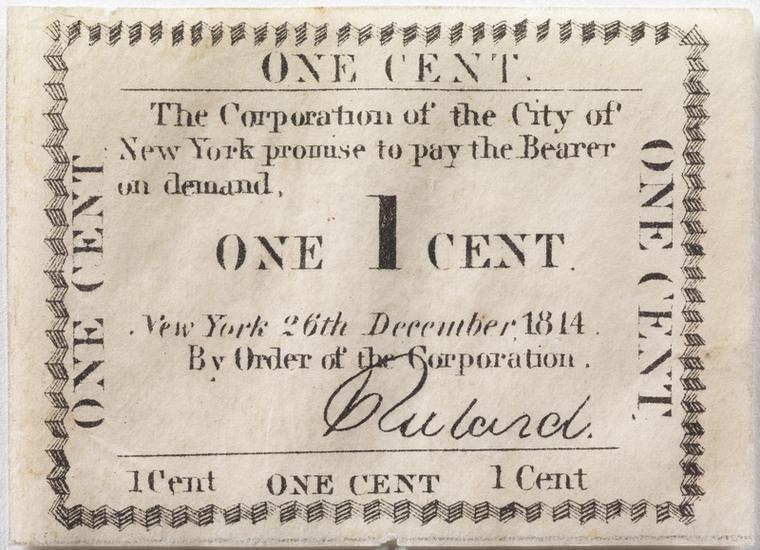 ONE CENT.
The Corporation of the City of
New York promise to pay the Bearer
on demand,
ONE 1 CENT.
New York 26th December, 1814.
By Order of the Corporation.
1 Cent ONE CENT 1 Cent
ONE CENT
ONE CENT.